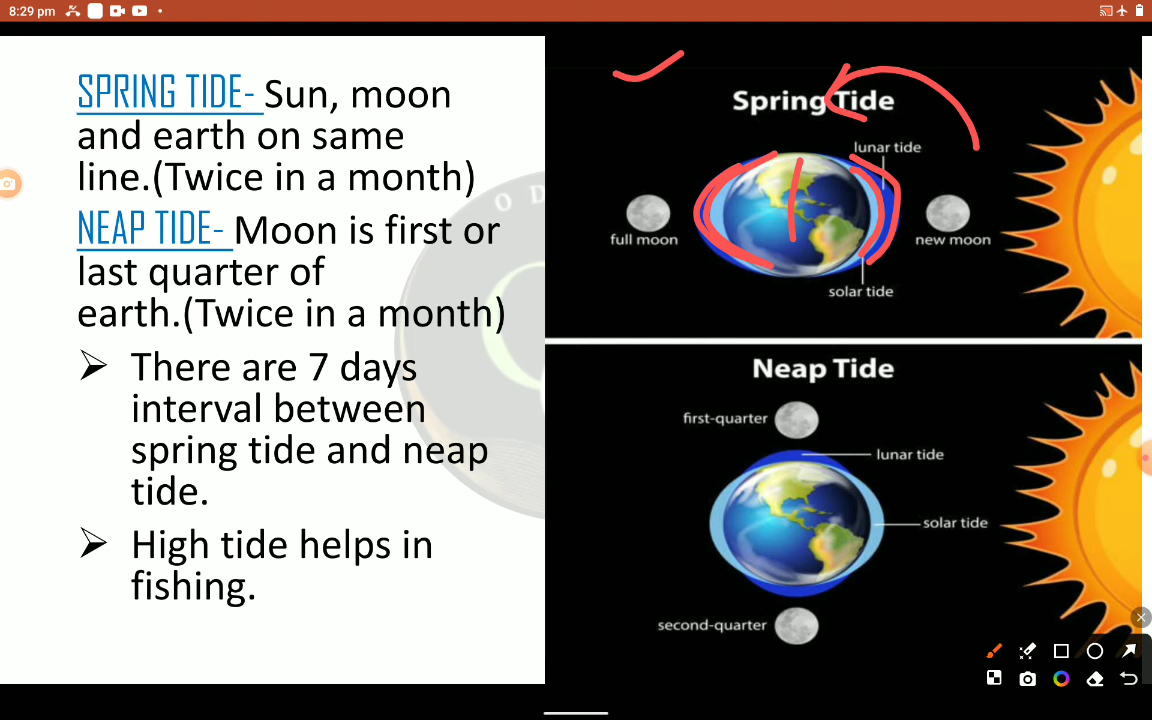 8:29 pm
SPRING TIDE- Sun, moon
and earth on same
line.(Twice in a month)
NEAP TIDE- Moon is first or
last quarter of
earth.(Twice in a month)
There are 7 days
interval between
spring tide and neap
tide.
High tide helps in
fishing.
O D
Spring Tide
lunar tide
full moon
new moon
solar tide
Neap Tide
first-quarter
lunar tide
solar tide
second-quarter